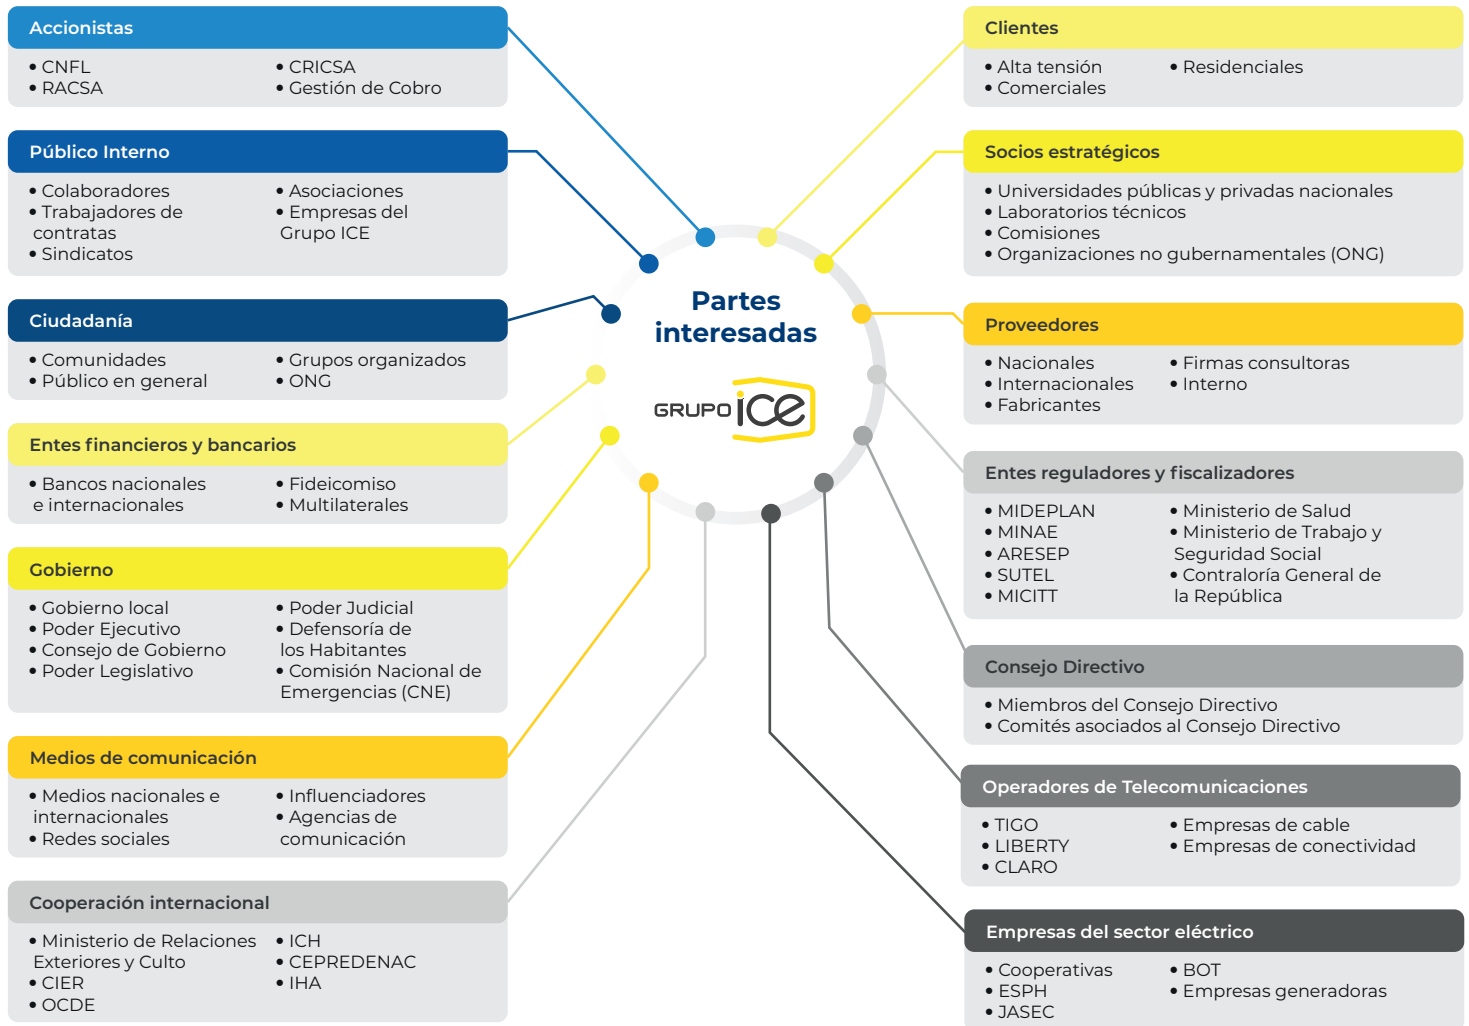 Accionistas
• CNFL
• RACSA
• CRICSA
• Gestión de Cobro
Público Interno
• Colaboradores
• Trabajadores de
contratas
• Sindicatos
• Asociaciones
• Empresas del
Grupo ICE
Ciudadanía
• Comunidades
• Público en general
• Grupos organizados
• ONG
Entes financieros y bancarios
• Bancos nacionales
e internacionales
• Fideicomiso
• Multilaterales
Gobierno
• Gobierno local
• Poder Ejecutivo
• Consejo de Gobierno
• Poder Legislativo
• Poder Judicial
• Defensoría de
los Habitantes
• Comisión Nacional de
Emergencias (CNE)
Medios de comunicación
• Medios nacionales e
internacionales
• Redes sociales
• Influenciadores
• Agencias de
comunicación
Cooperación internacional
• Ministerio de Relaciones
Exteriores y Culto
• CIER
• OCDE
• ICH
• CEPREDENAC
• IHA
Partes
interesadas
GRUPO ice
Clientes
• Alta tensión
• Comerciales
• Residenciales
Socios estratégicos
• Universidades públicas y privadas nacionales
• Laboratorios técnicos
• Comisiones
• Organizaciones no gubernamentales (ONG)
Proveedores
• Nacionales
• Internacionales
• Fabricantes
• Firmas consultoras
• Interno
Entes reguladores y fiscalizadores
• MIDEPLAN
• MINAE
• ARESEP
• SUTEL
• MICITT
• Ministerio de Salud
• Ministerio de Trabajo y
Seguridad Social
• Contraloría General de
la República
Consejo Directivo
• Miembros del Consejo Directivo
• Comités asociados al Consejo Directivo
Operadores de Telecomunicaciones
• TIGO
• LIBERTY
• CLARO
• Empresas de cable
• Empresas de conectividad
Empresas del sector eléctrico
• Cooperativas
• ESPH
• JASEC
• BOT
• Empresas generadoras